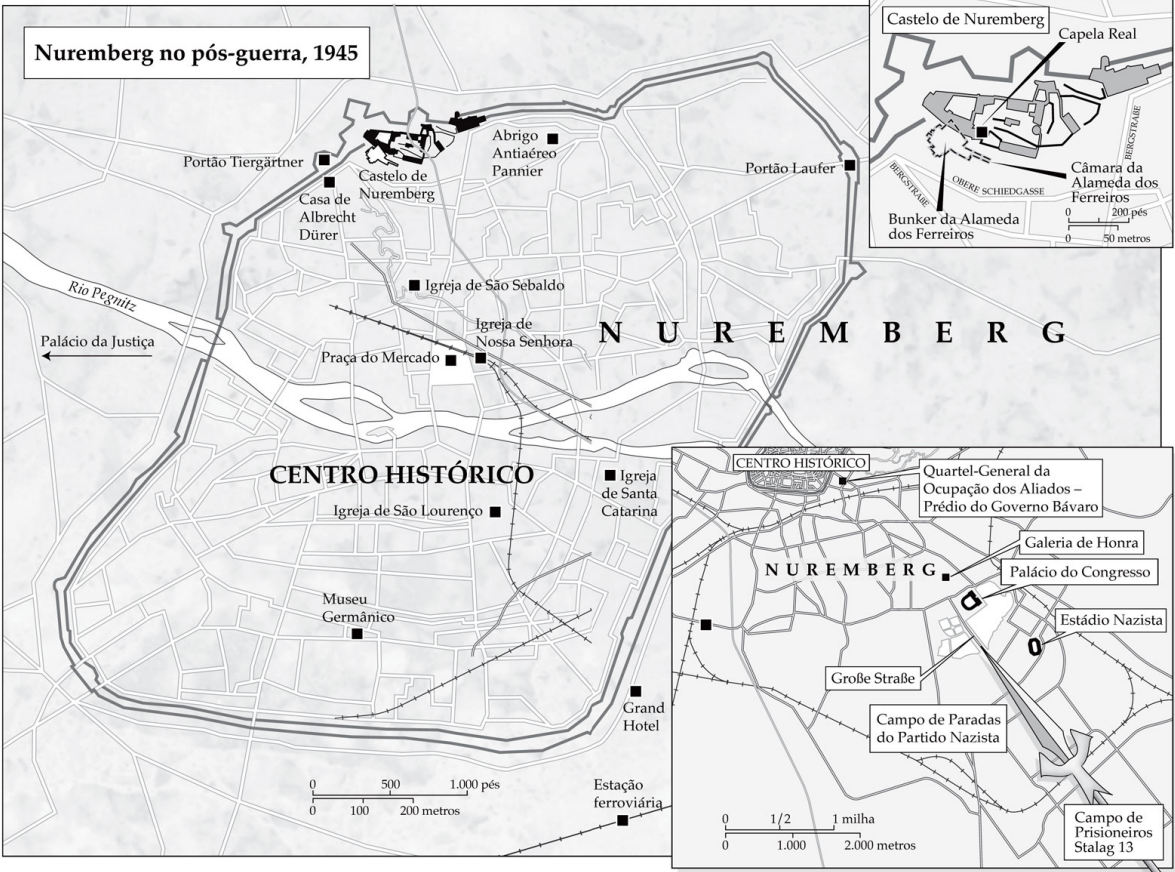 Nuremberg no pós-guerra, 1945
Portão Tiergärtner
Casa de
Albrecht
Dürer
Castelo de
Nuremberg
Abrigo
Antiaéreo
Pannier
Portão Laufer
Rio Pegnitz
Palácio da Justiça
Igreja de São Sebaldo
Igreja de
Nossa Senhora
Praça do Mercado
NUREMBERG
CENTRO HISTÓRICO
Igreja de São Lourenço
Igreja
de Santa
Catarina
Museu
Germânico
Grand
Hotel
Estação
ferroviária
0 500 1.000 pés
0 100 200 metros
Castelo de Nuremberg
Capela Real
BERGSTRAßE
BERGSTRAßE
OBERE SCHIEDGASSE
Câmara da
Alameda dos
Ferreiros
Bunker da Alameda
dos Ferreiros
0 200 pés
0 50 metros
CENTRO HISTÓRICO
Quartel-General da
Ocupação dos Aliados –
Prédio do Governo Bávaro
NUREMBERG
Galeria de Honra
Palácio do Congresso
Estádio Nazista
Große Straße
Campo de Paradas
do Partido Nazista
Campo de
Prisioneiros
Stalag 13
0 1/2 1 milha
0 1.000 2.000 metros